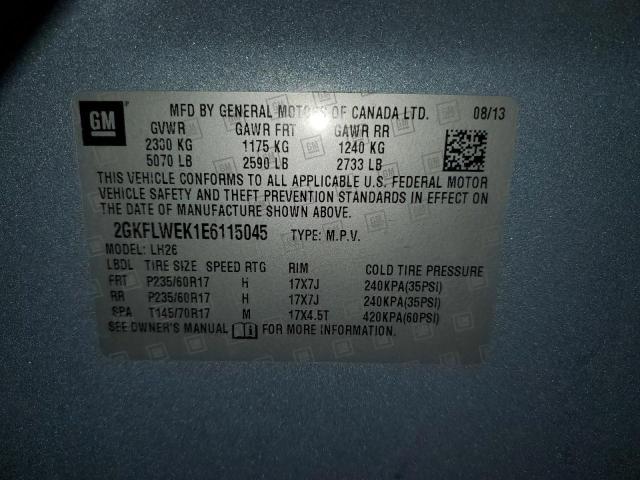 GM
MFD BY GENERAL MOTORS OF CANADA LTD. 08/13
GVWR GAWR FRT GAWR RR
2300 KG 1175 KG 1240 KG
5070 LB 2590 LB 2733 LB
THIS VEHICLE CONFORMS TO ALL APPLICABLE U.S. FEDERAL MOTOR
VEHICLE SAFETY AND THEFT PREVENTION STANDARDS IN EFFECT ON
THE DATE OF MANUFACTURE SHOWN ABOVE.
2GKFLWEK1E6115045 TYPE: M.P.V.
MODEL: LH26
LBDL TIRE SIZE SPEED RTG RIM COLD TIRE PRESSURE
FRT P235/60R17 H 17X7J 240KPA(35PSI)
RR P235/60R17 H 17X7J 240KPA(35PSI)
SPA T145/70R17 M 17X4.5T 420KPA(60PSI)
SEE OWNER'S MANUAL FOR MORE INFORMATION.